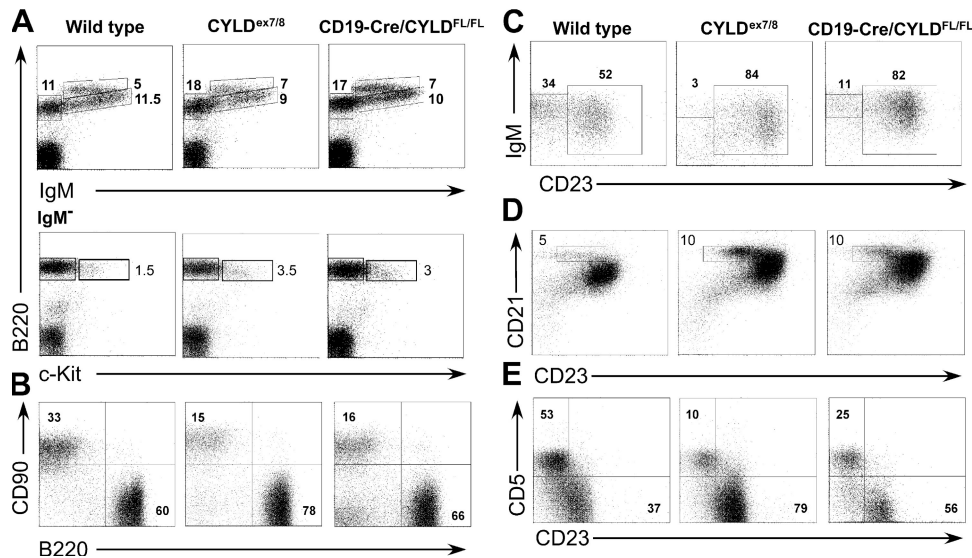 A
Wild type CYLDex7/8 CD19-Cre/CYLDFL/FL
11 5 11.5
18 7 9
17 7 10
IgM
IgM-
1.5
3.5
3
B220
c-Kit
B
33 60
15 78
16 66
CD90
B220
C
Wild type CYLDex7/8 CD19-Cre/CYLDFL/FL
34 52
3 84
11 82
IgM
CD23
D
5
10
10
CD21
CD23
E
53 37
10 79
25 56
CD5
CD23